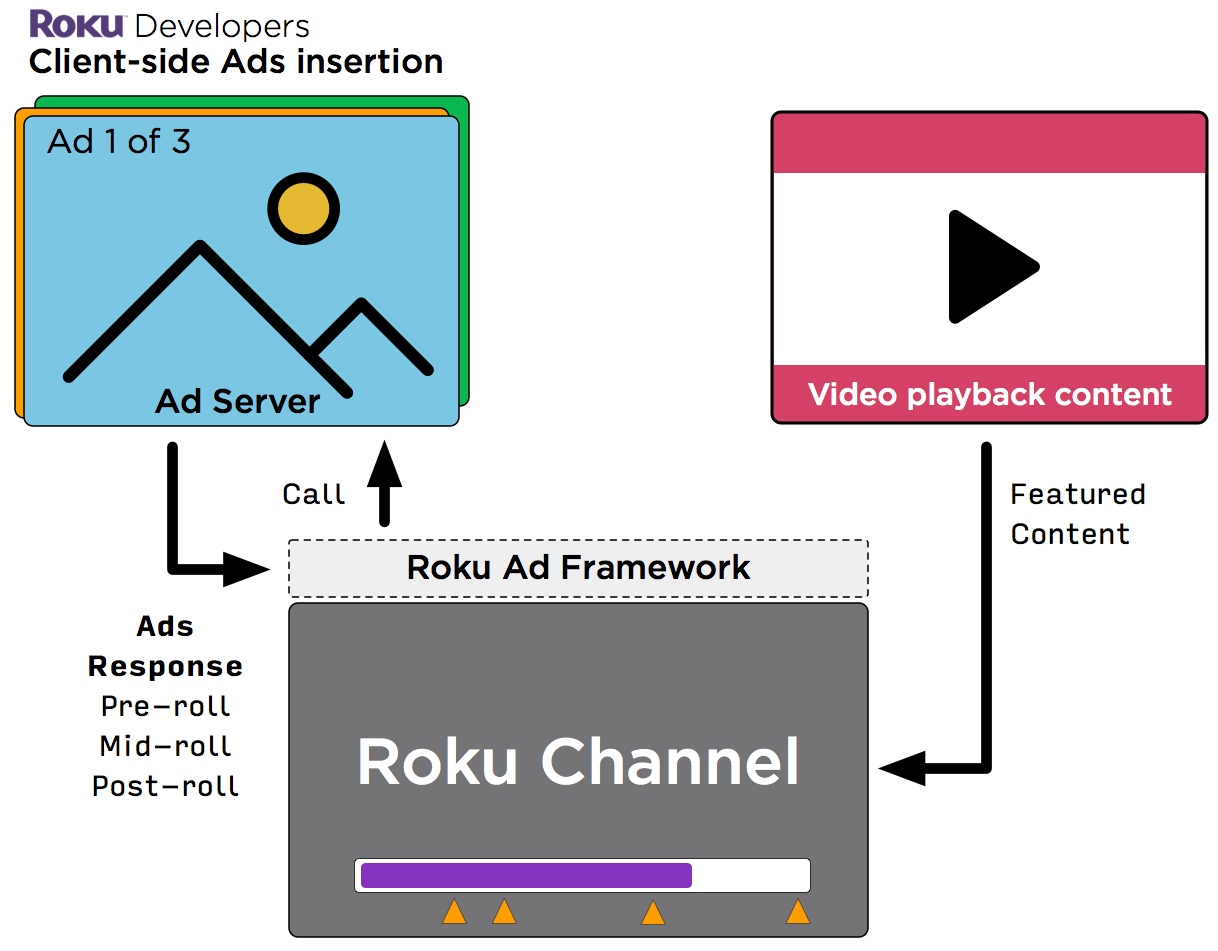 Roku Developers
Client-side Ads insertion
Ad 1 of 3
Ad Server
Video playback content
Call
Featured
Content
Roku Ad Framework
Ads
Response
Pre-roll
Mid-roll
Post-roll
Roku Channel